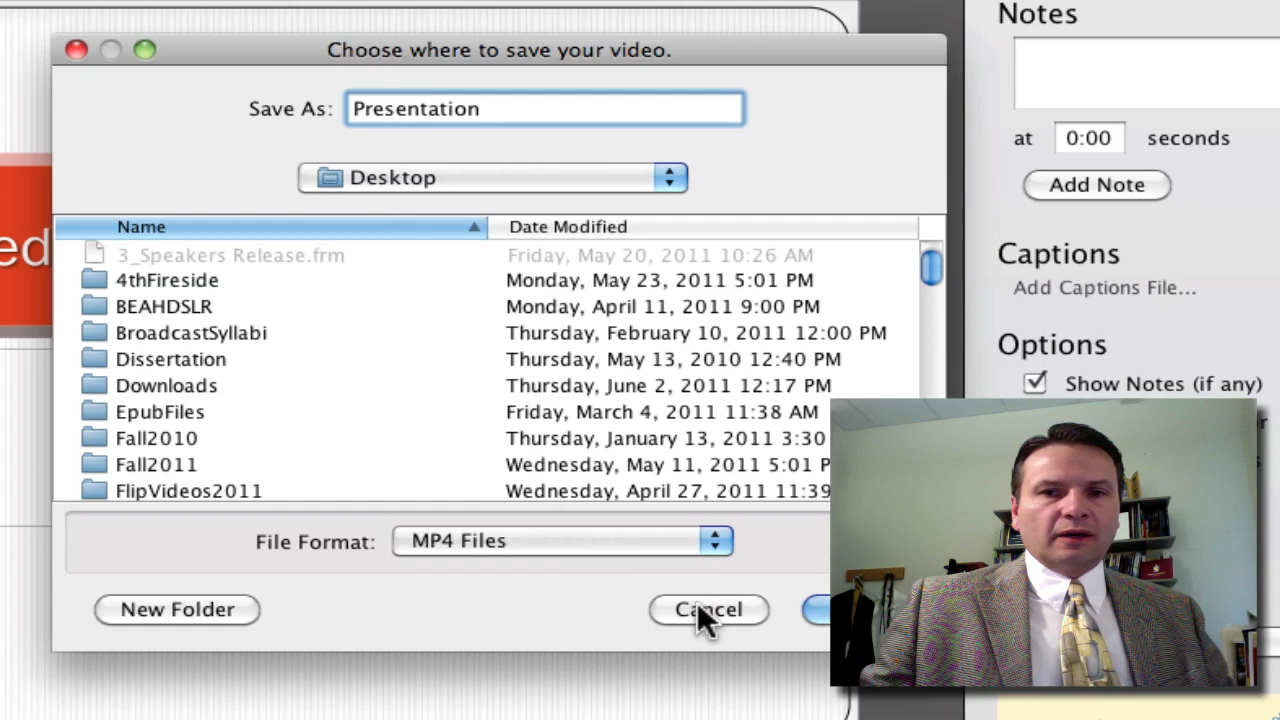 Choose where to save your video.
Save As: Presentation
Desktop
Name Date Modified
3_Speakers Release.frm Friday, May 20, 2011 10:26 AM
4thFireside Monday, May 23, 2011 5:01 PM
BEAHDSLR Monday, April 11, 2011 9:00 PM
BroadcastSyllabi Thursday, February 10, 2011 12:00 PM
Dissertation Thursday, May 13, 2010 12:40 PM
Downloads Thursday, June 2, 2011 12:17 PM
EpubFiles Friday, March 4, 2011 11:38 AM
Fall2010 Thursday, January 13, 2011 3:30
Fall2011 Wednesday, May 11, 2011 5:01 P
FlipVideos2011 Wednesday, April 27, 2011 11:39
File Format: MP4 Files
New Folder Cancel
ed
Notes
at 0:00 seconds
Add Note
Captions
Add Captions File...
Options
Show Notes (if any)